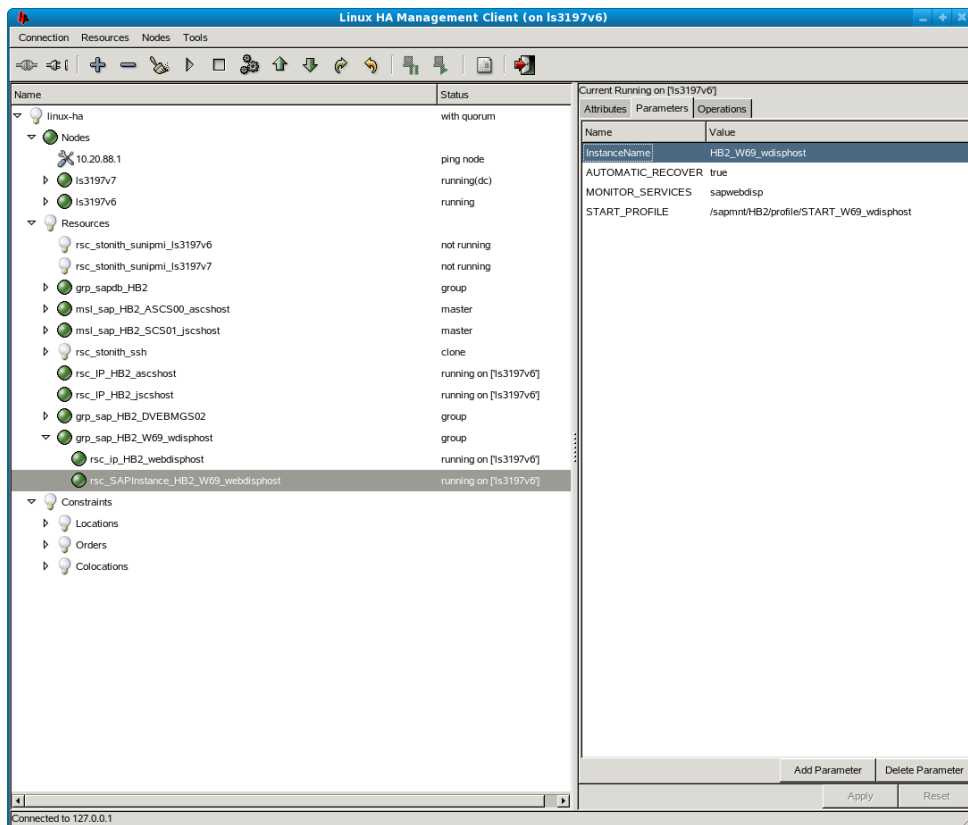 Linux HA Management Client (on ls3197v6)
Connection Resources Nodes Tools
Name Status
linux-ha with quorum
Nodes
10.20.88.1 ping node
ls3197v7 running(dc)
ls3197v6 running
Resources
rsc_stonith_sunipmi_ls3197v6 not running
rsc_stonith_sunipmi_ls3197v7 not running
grp_sapdb_HB2 group
msl_sap_HB2_ASCS00_ascshost master
msl_sap_HB2_SCS01_jscshost master
rsc_stonith_ssh clone
rsc_IP_HB2_ascshost running on ['ls3197v6']
rsc_IP_HB2_jscshost running on ['ls3197v6']
grp_sap_HB2_DVEBMGS02 group
grp_sap_HB2_W69_wdisphost group
rsc_ip_HB2_webdisphost running on ['ls3197v6']
rsc_SAPInstance_HB2_W69_webdisphost running on ['ls3197v6']
Constraints
Locations
Orders
Colocations
Current Running on ['ls3197v6']
Attributes Parameters Operations
Name Value
InstanceName HB2_W69_wdisphost
AUTOMATIC_RECOVER true
MONITOR_SERVICES sapwebdisp
START_PROFILE /sapmnt/HB2/profile/START_W69_wdisphost
Add Parameter Delete Parameter
Apply Reset
Connected to 127.0.0.1